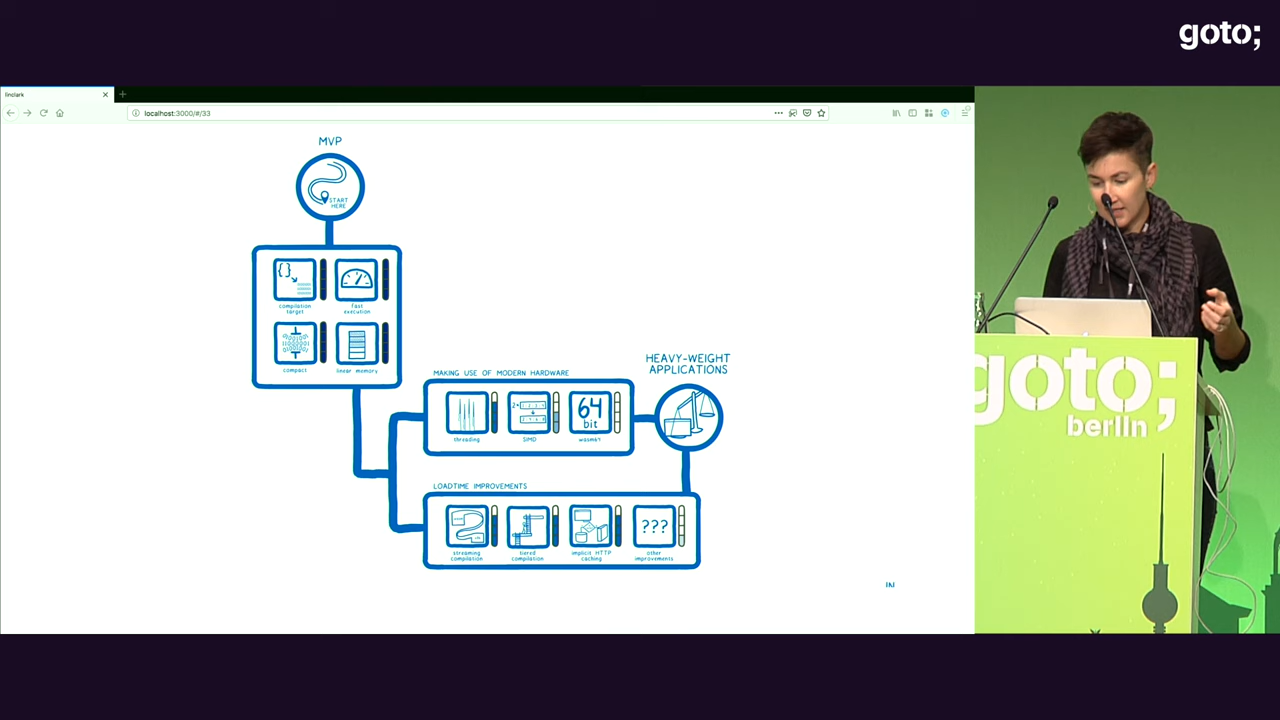 goto;
linclark
localhost:3000/#/33
MVP
START
HERE
{}
compilation
target
fast
execution
compact
linear memory
MAKING USE OF MODERN HARDWARE
threading
SIMD
64
bit
wasm64
HEAVY-WEIGHT
APPLICATIONS
LOADTIME IMPROVEMENTS
streaming
compilation
tiered
compilation
implicit HTTP
caching
???
other
improvements
IN
goto;
berlin